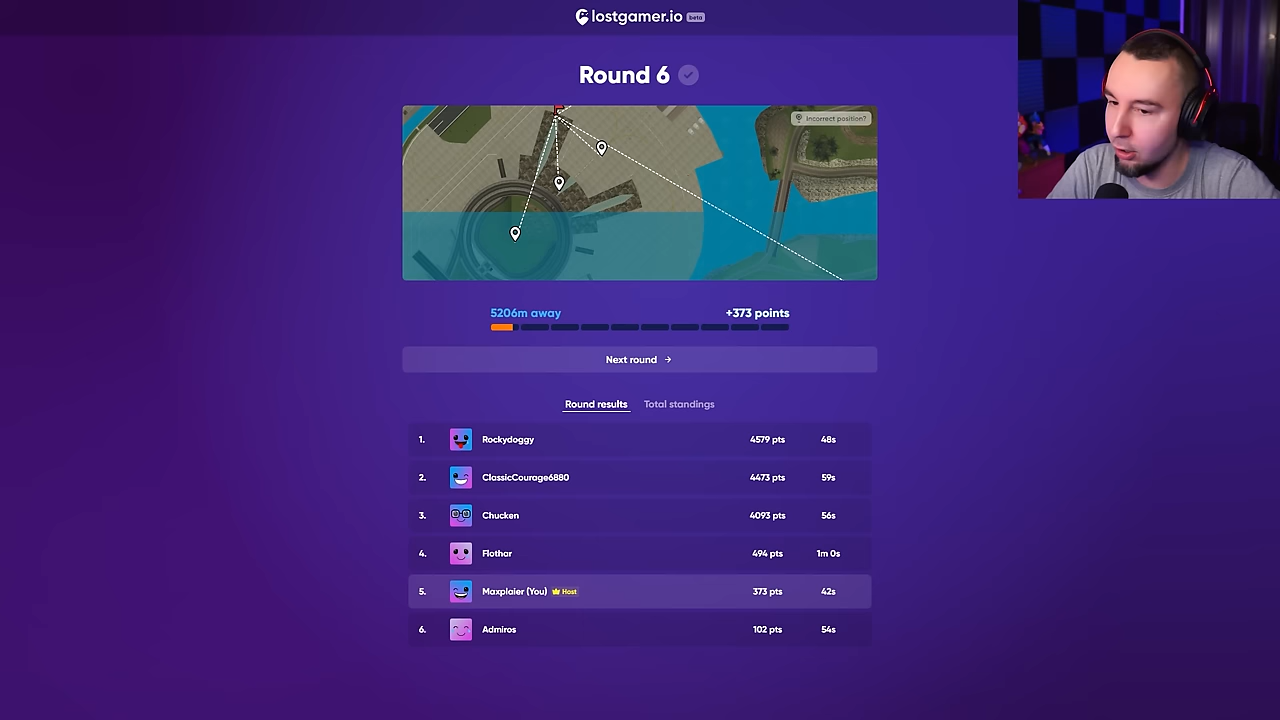 lostgamer.io beta
Round 6
Incorrect position?
5206m away +373 points
Next round →
Round results Total standings
1. Rockydoggy 4579 pts 48s
2. ClassicCourage6880 4473 pts 59s
3. Chucken 4093 pts 56s
4. Flothar 494 pts 1m 0s
5. Maxplaier (You) Host 373 pts 42s
6. Admiros 102 pts 54s